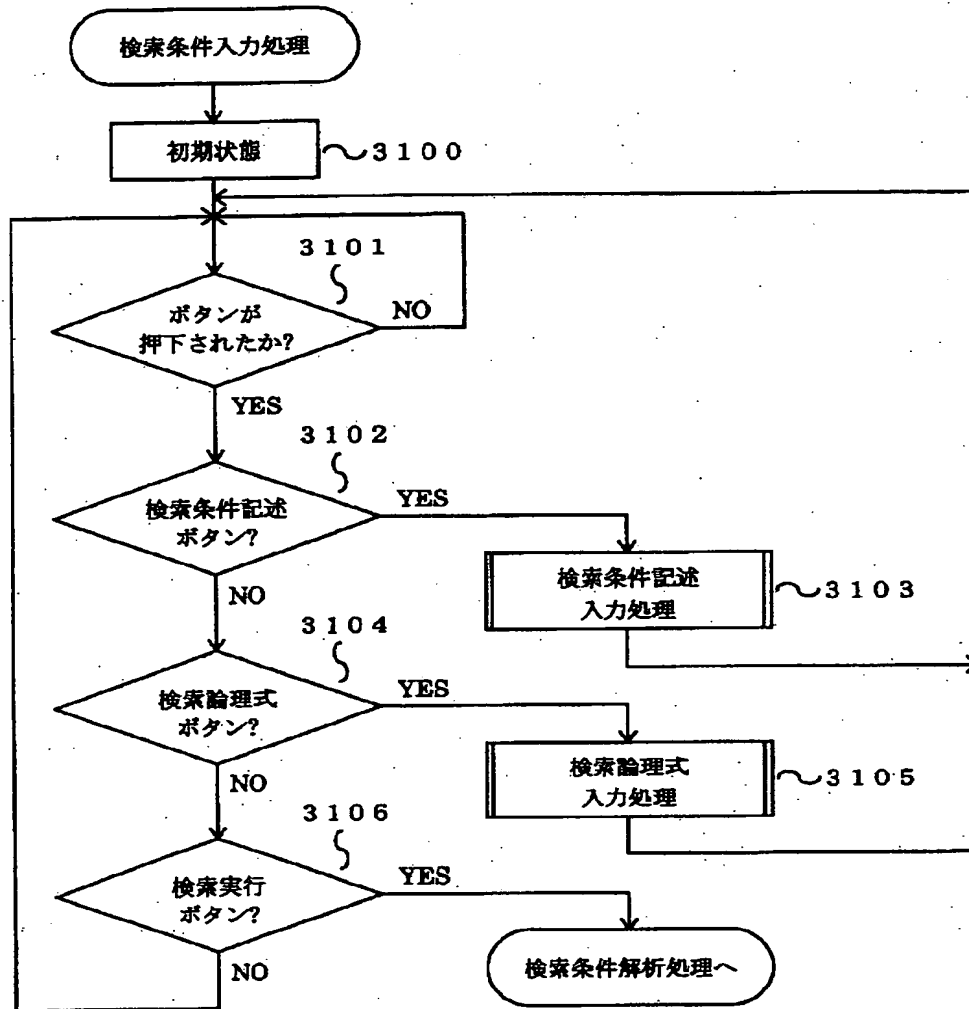 検索条件入力処理
初期状態
3100
3101
ボタンが
押下されたか?
NO
YES
3102
検索条件記述
ボタン?
YES
検索条件記述
入力処理
3103
NO
3104
検索論理式
ボタン?
YES
検索論理式
入力処理
3105
NO
3106
検索実行
ボタン?
YES
検索条件解析処理へ
NO